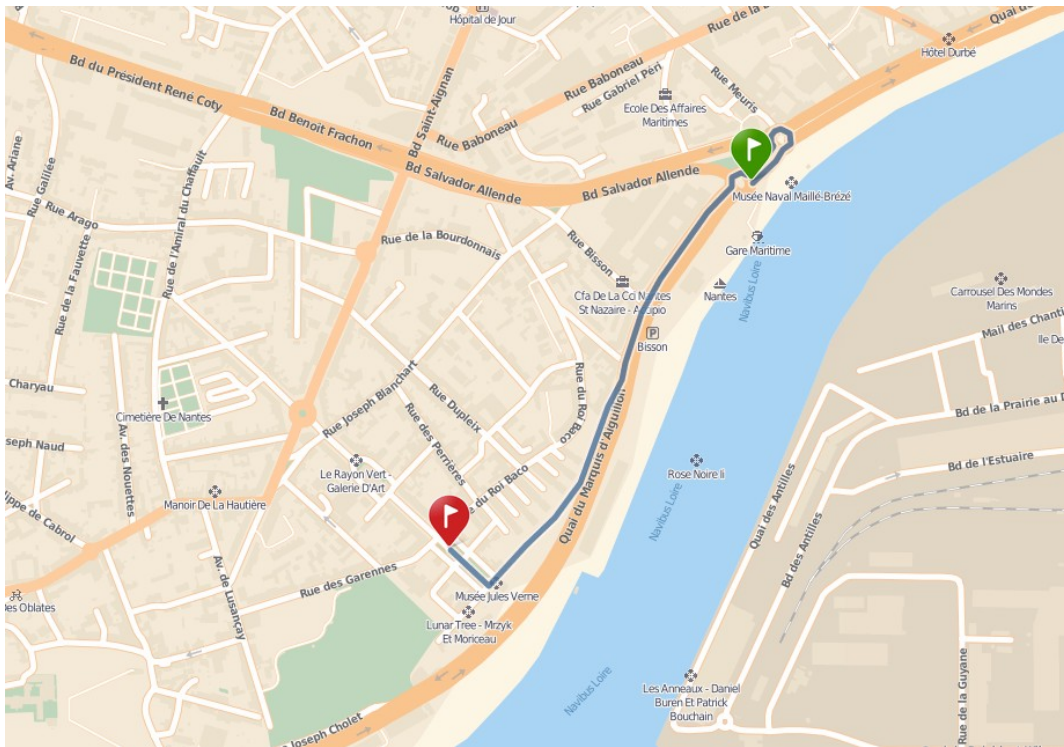 Hôpital de Jour
Rue de la
Quai de
Hôtel Durbé
Bd du Président René Coty
Rue Baboneau
Rue Gabriel Péri
Rue Meuris
Ecole Des Affaires
Maritimes
Bd Saint-Aignan
Bd Benoit Frachon
Rue Baboneau
Av. Ariane
Rue Galilée
Rue de l'Amiral du Chaffault
Bd Salvador Allende
Bd Salvador Allende
Musée Naval Maillé-Brézé
Rue Arago
Rue de la Fauvette
Rue de la Bourdonnais
Rue Bisson
Gare Maritime
Cfa De La Cci Nantes
St Nazaire -
Nantes
Navibus Loire
Carrousel Des Mondes
Marins
Mail des Chanti
Ile De
Bisson
Charyau
Cimetière De Nantes
Rue Joseph Blanchart
Rue Dupleix
Rue des Perrières
Rue du Roi Baco
Quai du Marquis d'Aiguillon
Bd de la Prairie au D
oseph Naud
Av. des Nouettes
Le Rayon Vert -
Galerie D'Art
Rose Noire Ii
Bd de l'Estuaire
Manoir De La Hautière
ilippe de Cabrol
e du Roi Baco
Navibus Loire
Quai des Antilles
Bd des Antilles
Des Oblates
Av. de Lusançay
Rue des Garennes
Musée Jules Verne
Lunar Tree - Mrzyk
Et Moriceau
Navibus Loire
Les Anneaux - Daniel
Buren Et Patrick
Bouchain
Rue de la Guyane
e Joseph Cholet